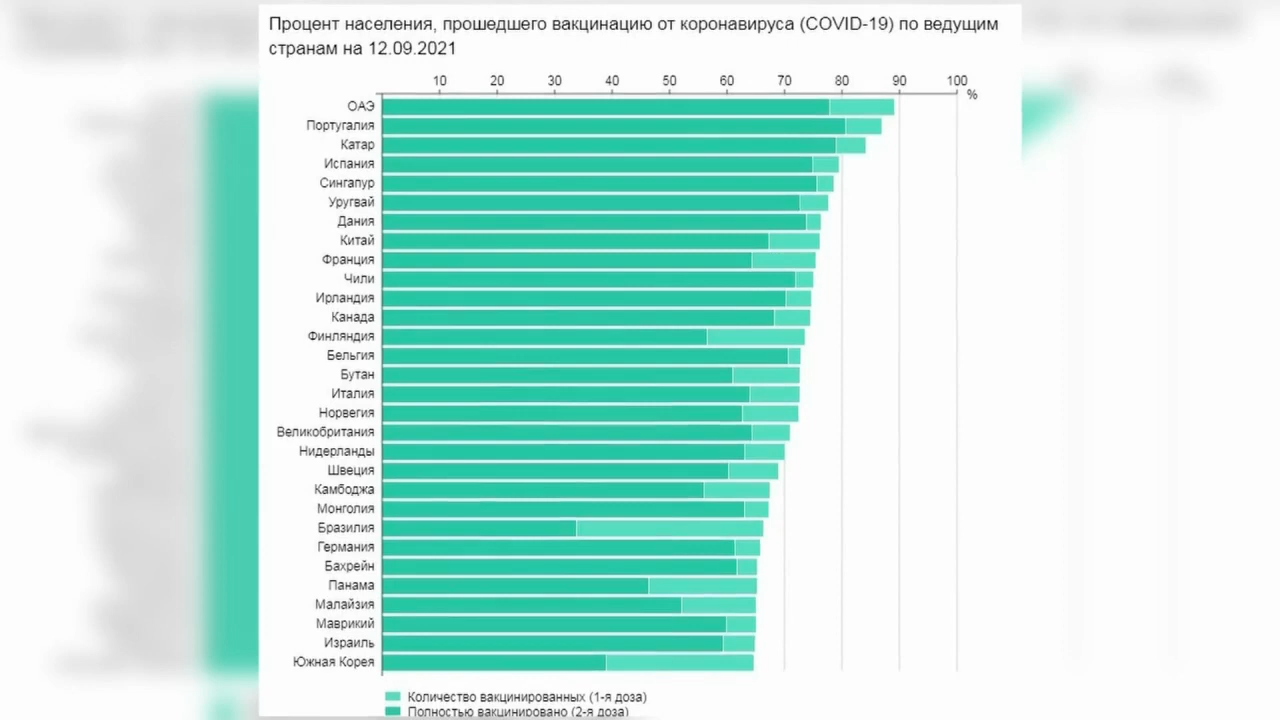 Процент населения, прошедшего вакцинацию от коронавируса (COVID-19) по ведущим
странам на 12.09.2021
10 20 30 40 50 60 70 80 90 100
%
ОАЭ
Португалия
Катар
Испания
Сингапур
Уругвай
Дания
Китай
Франция
Чили
Ирландия
Канада
Финляндия
Бельгия
Бутан
Италия
Норвегия
Великобритания
Нидерланды
Швеция
Камбоджа
Монголия
Бразилия
Германия
Бахрейн
Панама
Малайзия
Маврикий
Израиль
Южная Корея
Количество вакцинированных (1-я доза)
Полностью вакцинировано (2-я доза)